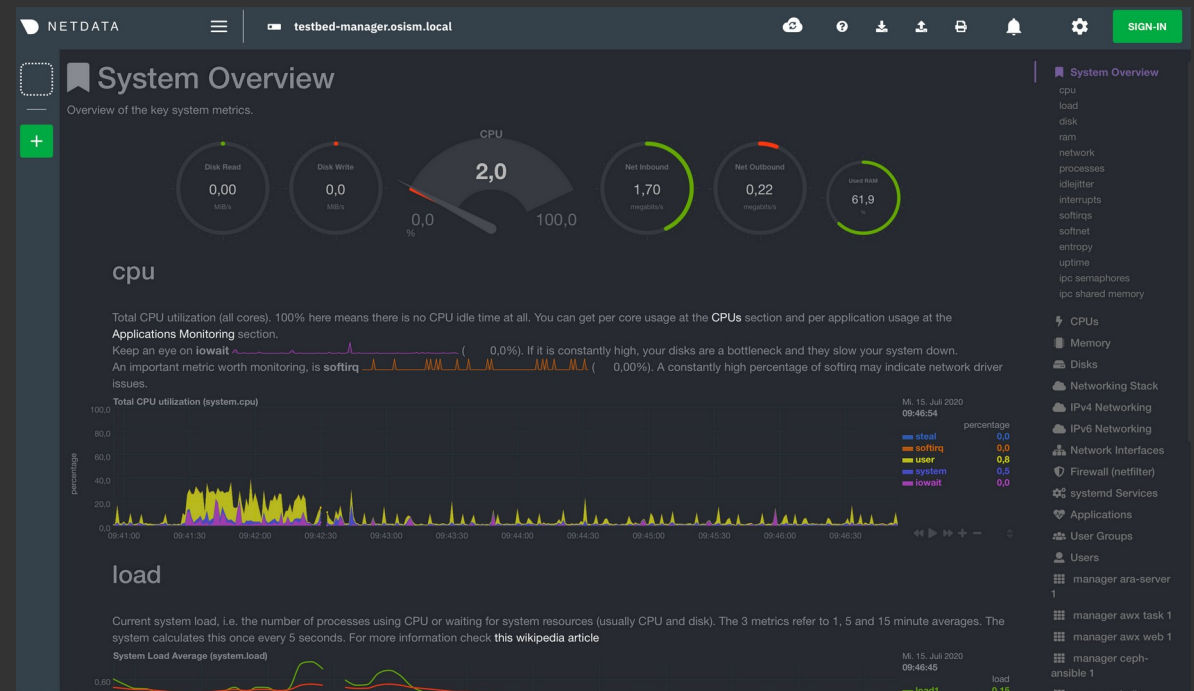 NETDATA
testbed-manager.osism.local
SIGN-IN
System Overview
Overview of the key system metrics.
Disk Read
0,00
MiB/s
Disk Write
0,0
MiB/s
CPU
2,0
0,0
100,0
%
Net Inbound
1,70
megabits/s
Net Outbound
0,22
megabits/s
Used RAM
61,9
%
cpu
Total CPU utilization (all cores). 100% here means there is no CPU idle time at all. You can get per core usage at the CPUs section and per application usage at the
Applications Monitoring section.
Keep an eye on iowait ( 0,0%). If it is constantly high, your disks are a bottleneck and they slow your system down.
An important metric worth monitoring, is softirq ( 0,00%). A constantly high percentage of softirq may indicate network driver
issues.
Total CPU utilization (system.cpu)
Mi. 15. Juli 2020
09:46:54
percentage
steal 0,0
softirq 0,0
user 0,8
system 0,5
iowait 0,0
percentage
100,0
80,0
60,0
40,0
20,0
0,0
09:41:00 09:41:30 09:42:00 09:42:30 09:43:00 09:43:30 09:44:00 09:44:30 09:45:00 09:45:30 09:46:00 09:46:30
load
Current system load, i.e. the number of processes using CPU or waiting for system resources (usually CPU and disk). The 3 metrics refer to 1, 5 and 15 minute averages. The
system calculates this once every 5 seconds. For more information check this wikipedia article
System Load Average (system.load)
Mi. 15. Juli 2020
09:46:45
load
load1 0,15
0,60
System Overview
cpu
load
disk
ram
network
processes
idlejitter
interrupts
softirqs
softnet
entropy
uptime
ipc semaphores
ipc shared memory
CPUs
Memory
Disks
Networking Stack
IPv4 Networking
IPv6 Networking
Network Interfaces
Firewall (netfilter)
systemd Services
Applications
User Groups
Users
manager ara-server
1
manager awx task 1
manager awx web 1
manager ceph-
ansible 1